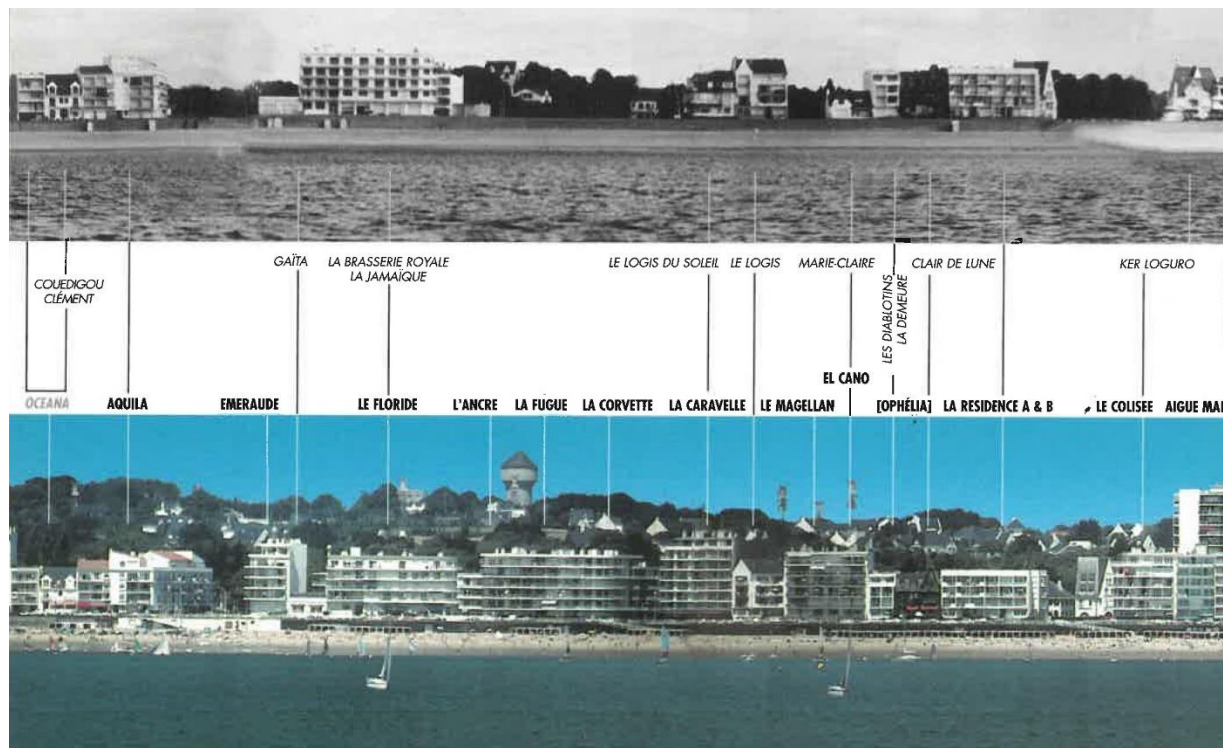 GAÏTA
LA BRASSERIE ROYALE
LA JAMAÏQUE
LE LOGIS DU SOLEIL
LE LOGIS
MARIE-CLAIRE
CLAIR DE LUNE
KER LOGURO
COUEDIGOU
CLÉMENT
LES DIABLOTINS
LA DEMEURE
EL CANO
OCEANA
AQUILA
EMERAUDE
LE FLORIDE
L'ANCRE
LA FUGUE
LA CORVETTE
LA CARAVELLE
LE MAGELLAN
[OPHÉLIA]
LA RESIDENCE A & B
LE COLISEE
AIGUE MA